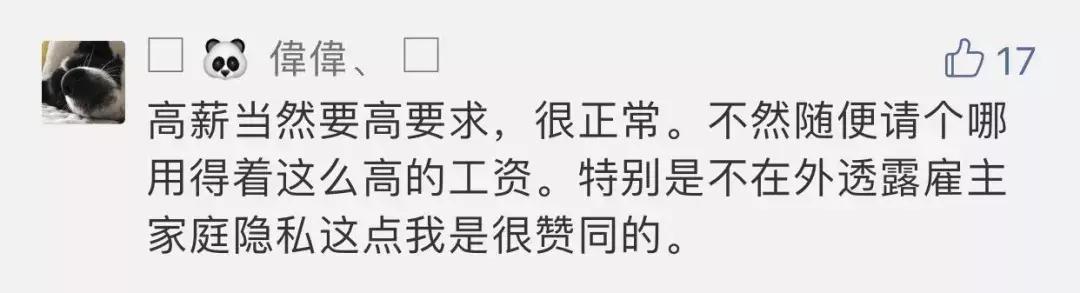 □ 🐼 偉偉、 □ 17
高薪当然要高要求，很正常。不然随便请个哪
用得着这么高的工资。特别是不在外透露雇主
家庭隐私这点我是很赞同的。